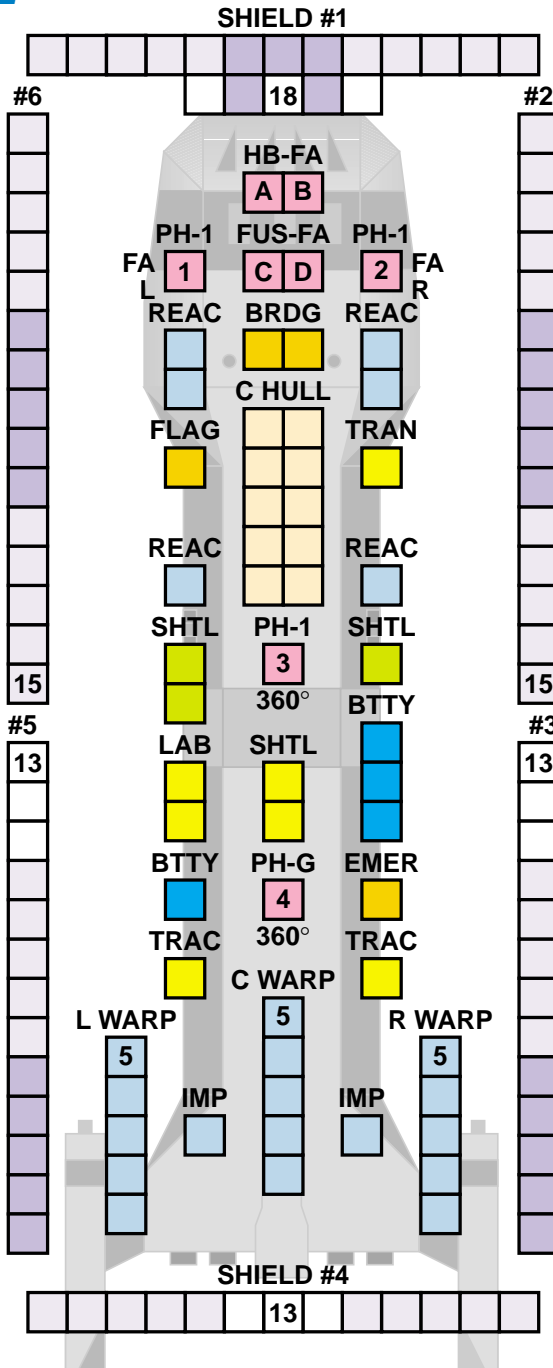 SHIELD #1
18
#6 #2
HB-FA
A B
PH-1 FUS-FA PH-1
FA L 1 C D 2 FA R
REAC BRDG REAC
C HULL
FLAG TRAN
REAC REAC
SHTL PH-1 SHTL
3
15 360° 15
#5 BTTY #3
13 LAB SHTL 13
BTTY PH-G EMER
4
360°
TRAC TRAC
C WARP
5
L WARP R WARP
5 5
IMP IMP
SHIELD #4
13